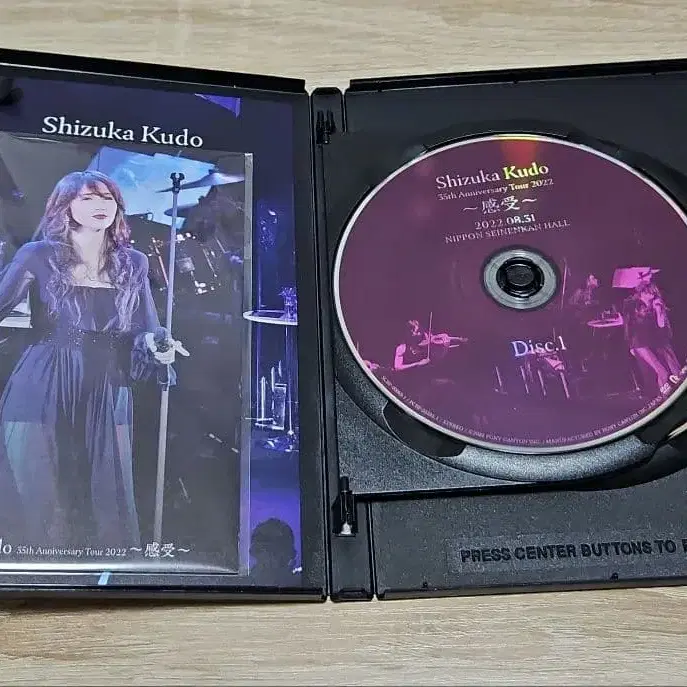 Shizuka Kudo
35th Anniversary Tour 2022 ～感受～
Shizuka Kudo
35th Anniversary Tour 2022
～感受～
2022.08.31
NIPPON SEINENKAN HALL
Disc.1
PRESS CENTER BUTTONS TO